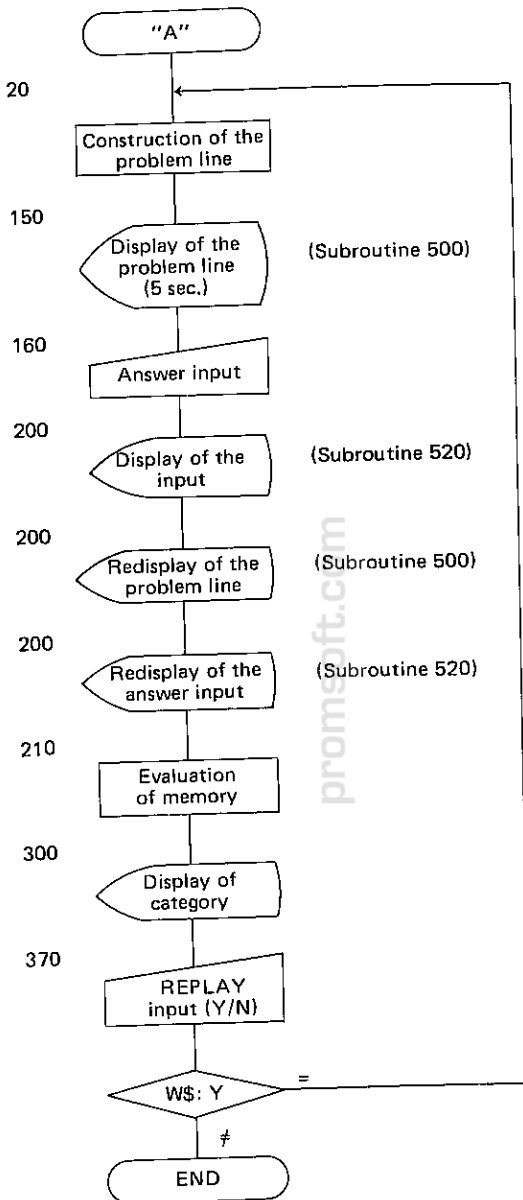 "A"
20
Construction of the
problem line
150
Display of the
problem line
(5 sec.)
(Subroutine 500)
160
Answer input
200
Display of the
input
(Subroutine 520)
200
Redisplay of the
problem line
(Subroutine 500)
200
Redisplay of the
answer input
(Subroutine 520)
promsoft.com
210
Evaluation
of memory
300
Display of
category
370
REPLAY
input (Y/N)
W$: Y
=
≠
END